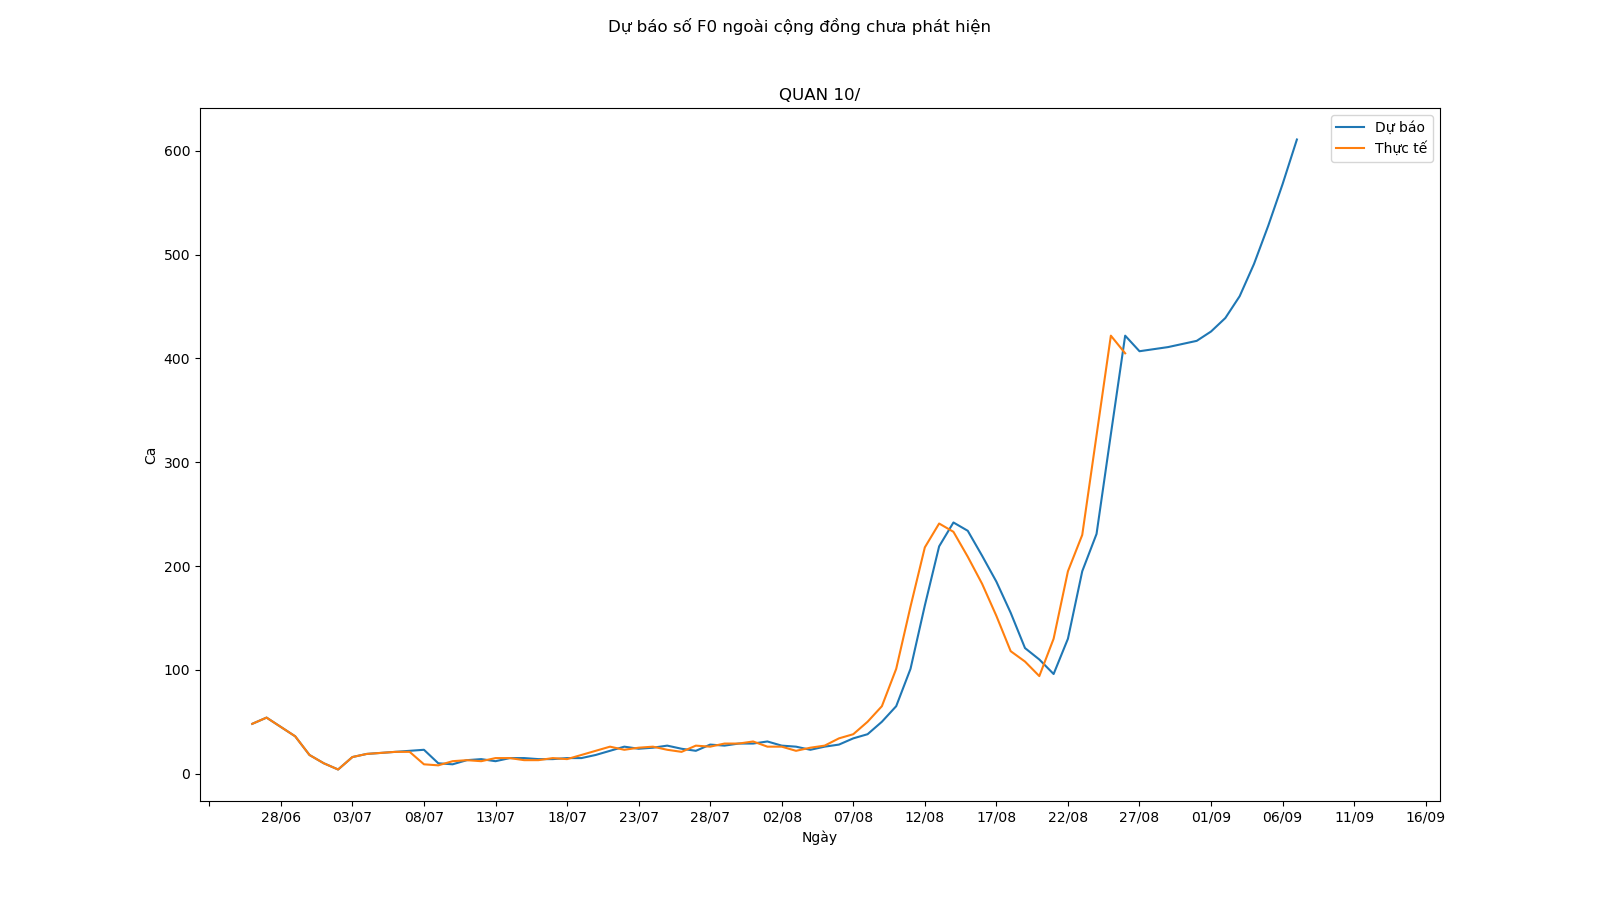 Dự báo số F0 ngoài cộng đồng chưa phát hiện
QUAN 10/
Dự báo
Thực tế
600
500
400
300
200
100
0
Ca
28/06 03/07 08/07 13/07 18/07 23/07 28/07 02/08 07/08 12/08 17/08 22/08 27/08 01/09 06/09 11/09 16/09
Ngày